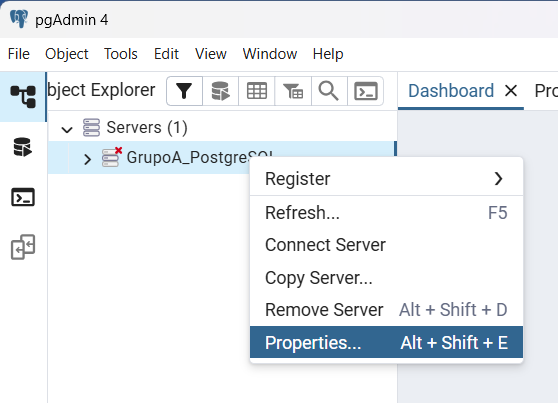 pgAdmin 4
File Object Tools Edit View Window Help
bject Explorer
Dashboard Pro
Servers (1)
GrupoA_PostgreSQL
Register
Refresh... F5
Connect Server
Copy Server...
Remove Server Alt + Shift + D
Properties... Alt + Shift + E